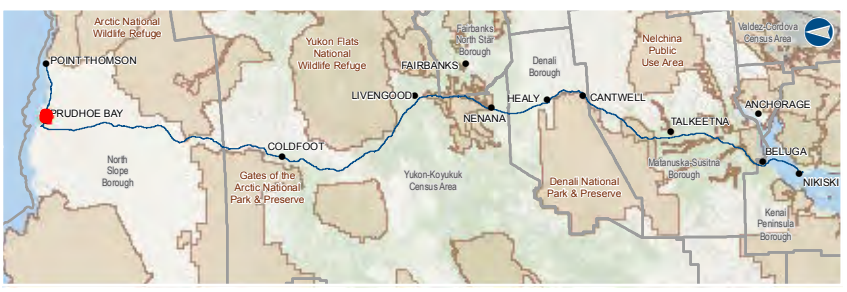 Arctic National
Wildlife Refuge
POINT THOMSON
PRUDHOE BAY
North
Slope
Borough
COLDFOOT
Gates of the
Arctic National
Park & Preserve
Yukon Flats
National
Wildlife Refuge
LIVENGOOD
Fairbanks
North Star
Borough
FAIRBANKS
NENANA
Yukon-Koyukuk
Census Area
Denali
Borough
HEALY
CANTWELL
Denali National
Park & Preserve
Nelchina
Public
Use Area
TALKEETNA
Matanuska-Susitna
Borough
Valdez-Cordova
Census Area
ANCHORAGE
BELUGA
NIKISKI
Kenai
Peninsula
Borough